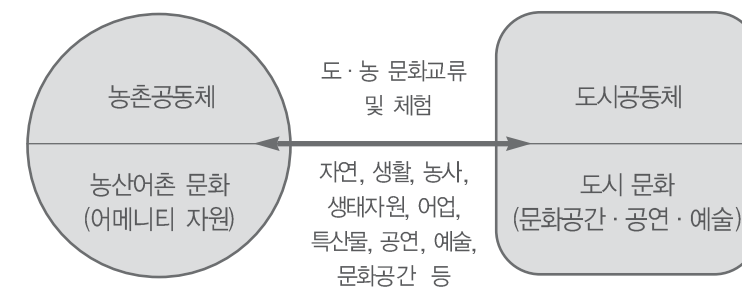 농촌공동체
농산어촌 문화
(어메니티 자원)
도 · 농 문화교류
및 체험
자연, 생활, 농사,
생태자원, 어업,
특산물, 공연, 예술,
문화공간 등
도시공동체
도시 문화
(문화공간 · 공연 · 예술)